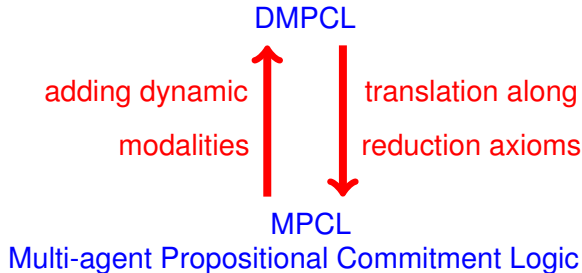 DMPCL
adding dynamic translation along
modalities reduction axioms
MPCL
Multi-agent Propositional Commitment Logic